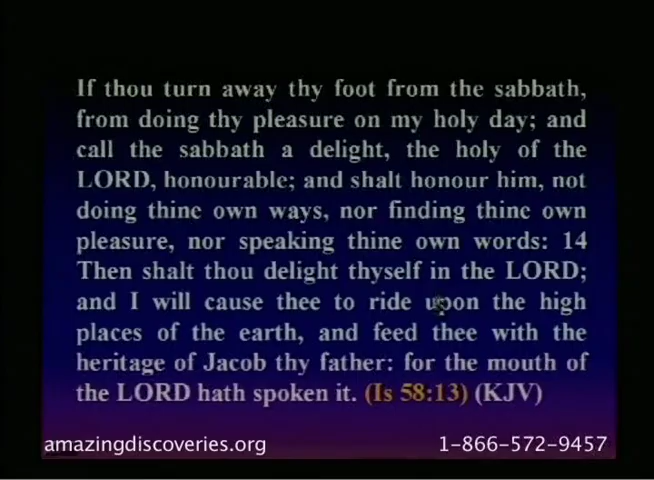 If thou turn away thy foot from the sabbath,
from doing thy pleasure on my holy day; and
call the sabbath a delight, the holy of the
LORD, honourable; and shalt honour him, not
doing thine own ways, nor finding thine own
pleasure, nor speaking thine own words: 14
Then shalt thou delight thyself in the LORD;
and I will cause thee to ride upon the high
places of the earth, and feed thee with the
heritage of Jacob thy father: for the mouth of
the LORD hath spoken it. (Is 58:13) (KJV)
amazingdiscoveries.org 1-866-572-9457